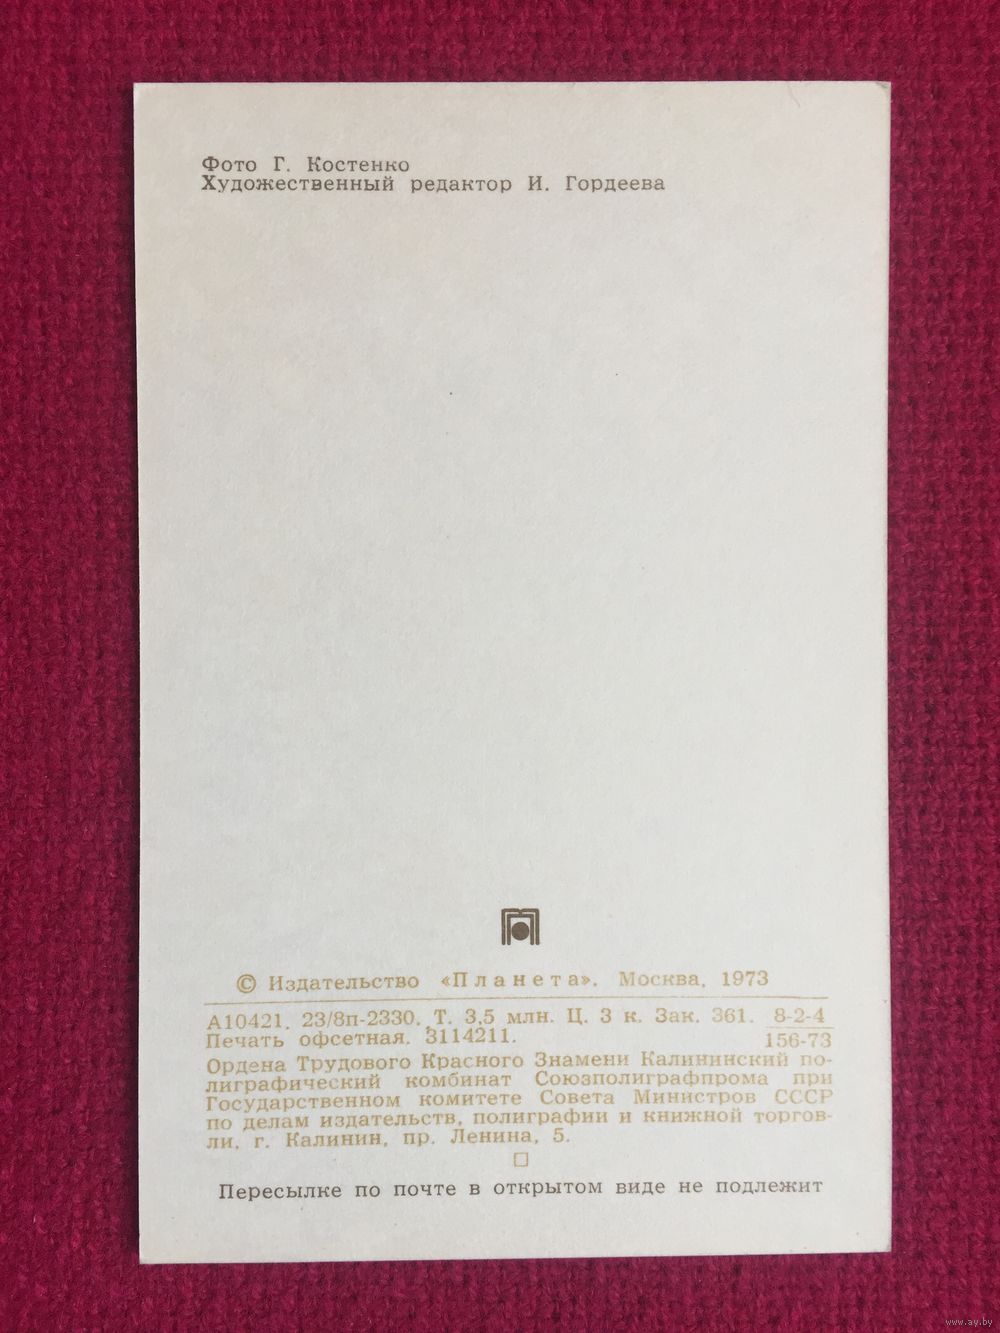 Фото Г. Костенко
Художественный редактор И. Гордеева
© Издательство «Планета». Москва, 1973
А10421. 23/8п-2330. Т. 3,5 млн. Ц. 3 к. Зак. 361. 8-2-4
Печать офсетная. 3114211. 156-73
Ордена Трудового Красного Знамени Калининский по-
лиграфический комбинат Союзполиграфпрома при
Государственном комитете Совета Министров СССР
по делам издательств, полиграфии и книжной торгов-
ли, г. Калинин, пр. Ленина, 5.
Пересылке по почте в открытом виде не подлежит
www.ay.by